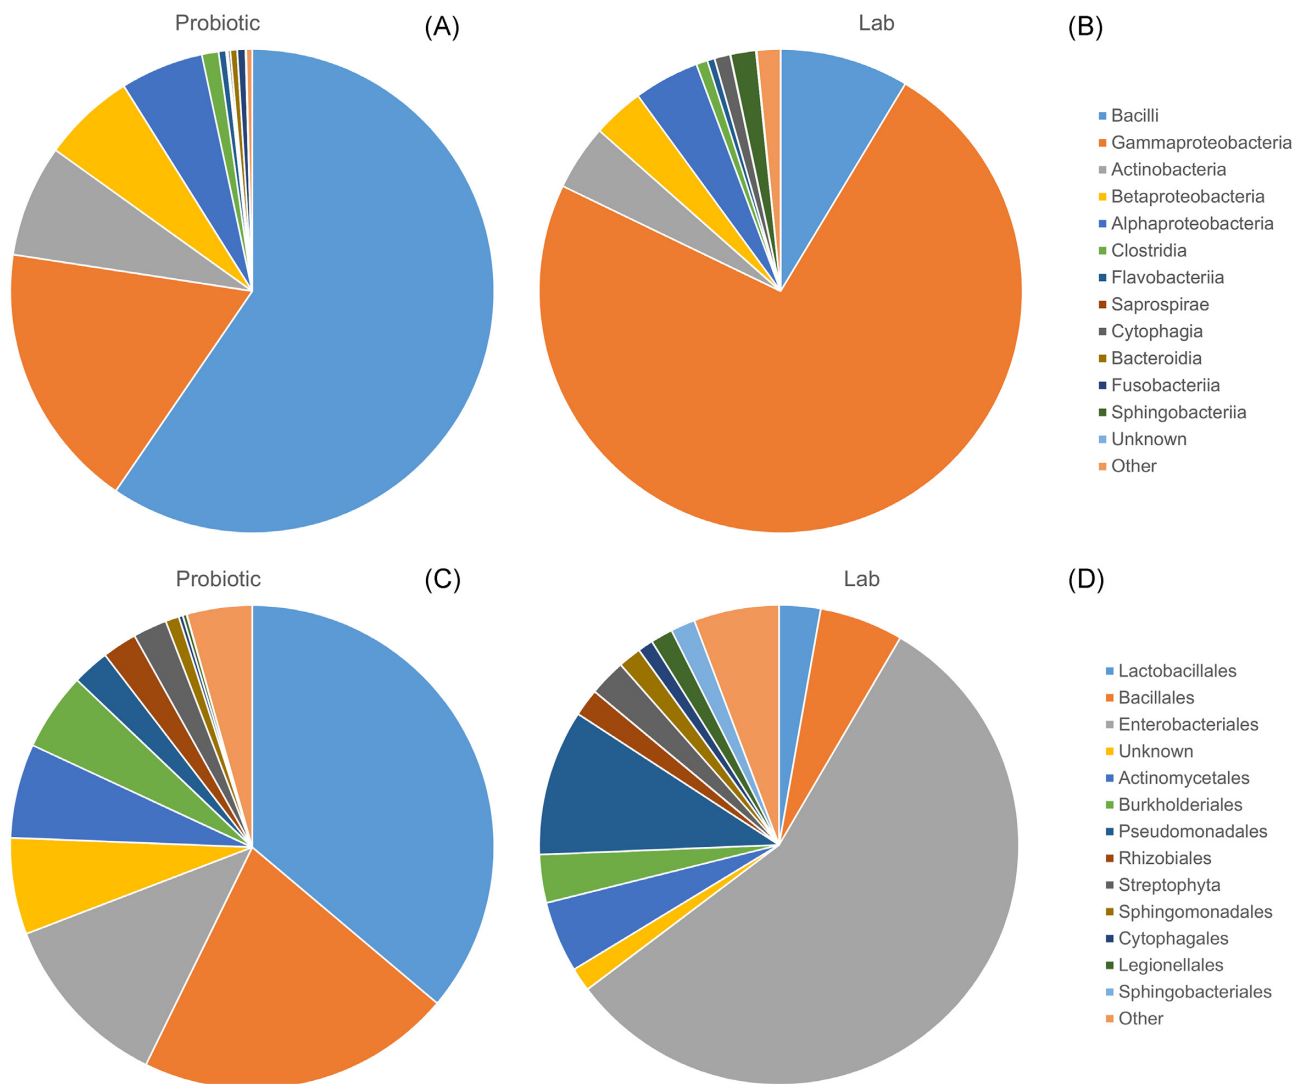 Probiotic
(A)
Lab
(B)
Bacilli
Gammaproteobacteria
Actinobacteria
Betaproteobacteria
Alphaproteobacteria
Clostridia
Flavobacteriia
Saprospirae
Cytophagia
Bacteroidia
Fusobacteriia
Sphingobacteriia
Unknown
Other
Probiotic
(C)
Lab
(D)
Lactobacillales
Bacillales
Enterobacteriales
Unknown
Actinomycetales
Burkholderiales
Pseudomonadales
Rhizobiales
Streptophyta
Sphingomonadales
Cytophagales
Legionellales
Sphingobacteriales
Other